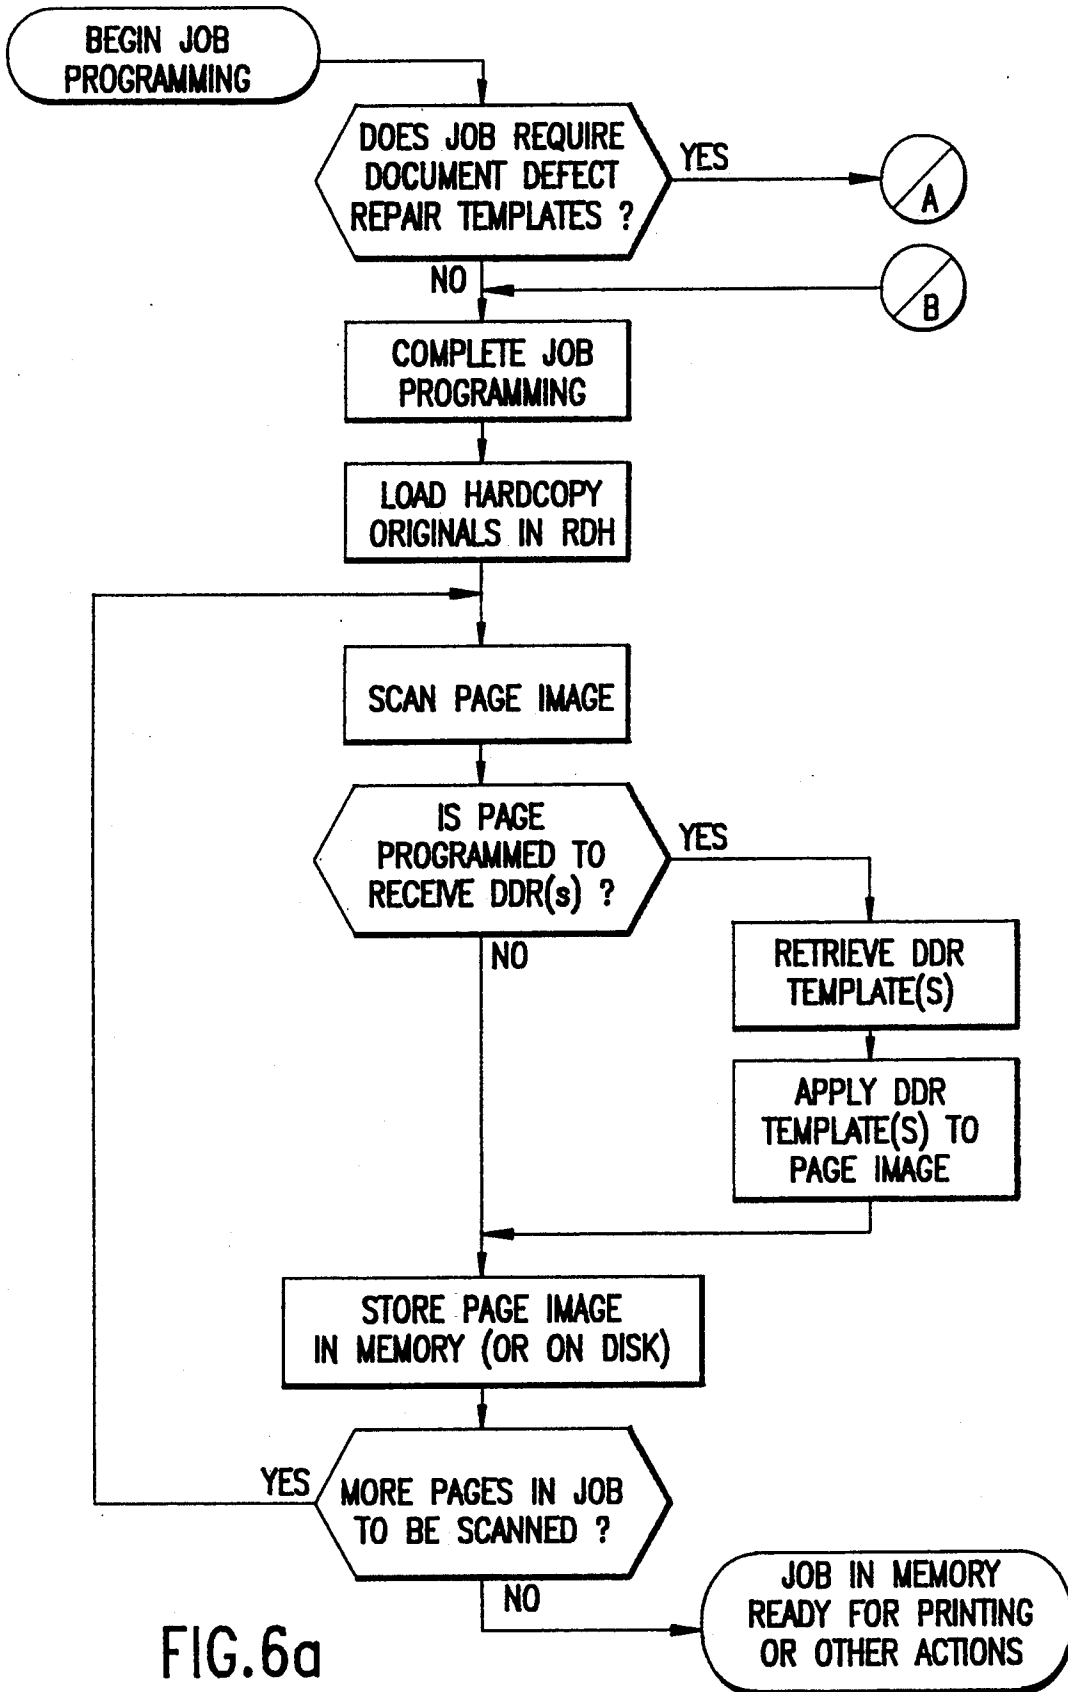 BEGIN JOB
PROGRAMMING
DOES JOB REQUIRE
DOCUMENT DEFECT
REPAIR TEMPLATES ?
YES
A
NO
B
COMPLETE JOB
PROGRAMMING
LOAD HARDCOPY
ORIGINALS IN RDH
SCAN PAGE IMAGE
IS PAGE
PROGRAMMED TO
RECEIVE DDR(s) ?
YES
NO
RETRIEVE DDR
TEMPLATE(S)
APPLY DDR
TEMPLATE(S) TO
PAGE IMAGE
STORE PAGE IMAGE
IN MEMORY (OR ON DISK)
YES
MORE PAGES IN JOB
TO BE SCANNED ?
NO
JOB IN MEMORY
READY FOR PRINTING
OR OTHER ACTIONS
FIG.6a